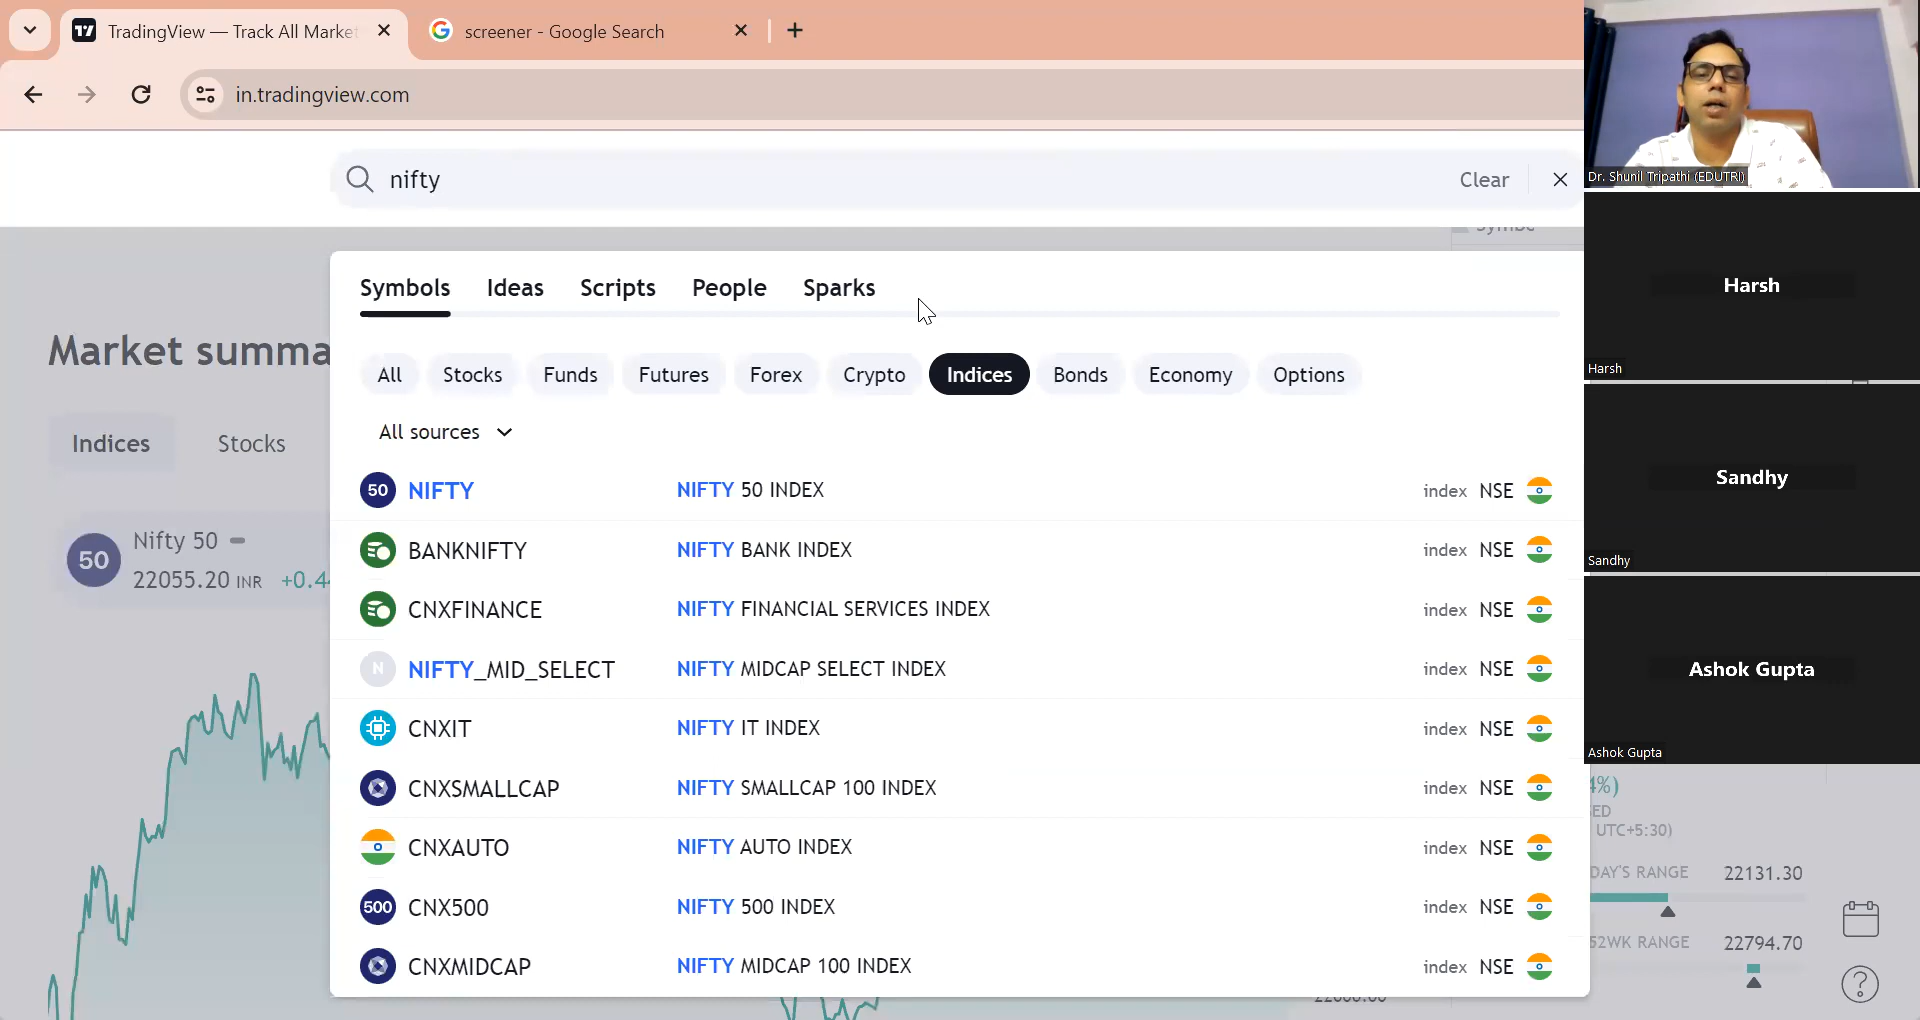 TradingView — Track All Market
screener - Google Search
in.tradingview.com
nifty
Clear
Symbols Ideas Scripts People Sparks
All Stocks Funds Futures Forex Crypto Indices Bonds Economy Options
All sources
50 NIFTY NIFTY 50 INDEX index NSE
BANKNIFTY NIFTY BANK INDEX index NSE
CNXFINANCE NIFTY FINANCIAL SERVICES INDEX index NSE
N NIFTY_MID_SELECT NIFTY MIDCAP SELECT INDEX index NSE
CNXIT NIFTY IT INDEX index NSE
CNXSMALLCAP NIFTY SMALLCAP 100 INDEX index NSE
CNXAUTO NIFTY AUTO INDEX index NSE
500 CNX500 NIFTY 500 INDEX index NSE
CNXMIDCAP NIFTY MIDCAP 100 INDEX index NSE
Market summa
Indices Stocks
50 Nifty 50
22055.20 INR +0.4
Dr. Shunil Tripathi (EDUTRI)
Harsh
Harsh
Sandhy
Sandhy
Ashok Gupta
Ashok Gupta
4%)
SED
UTC+5:30)
DAY'S RANGE 22131.30
52WK RANGE 22794.70